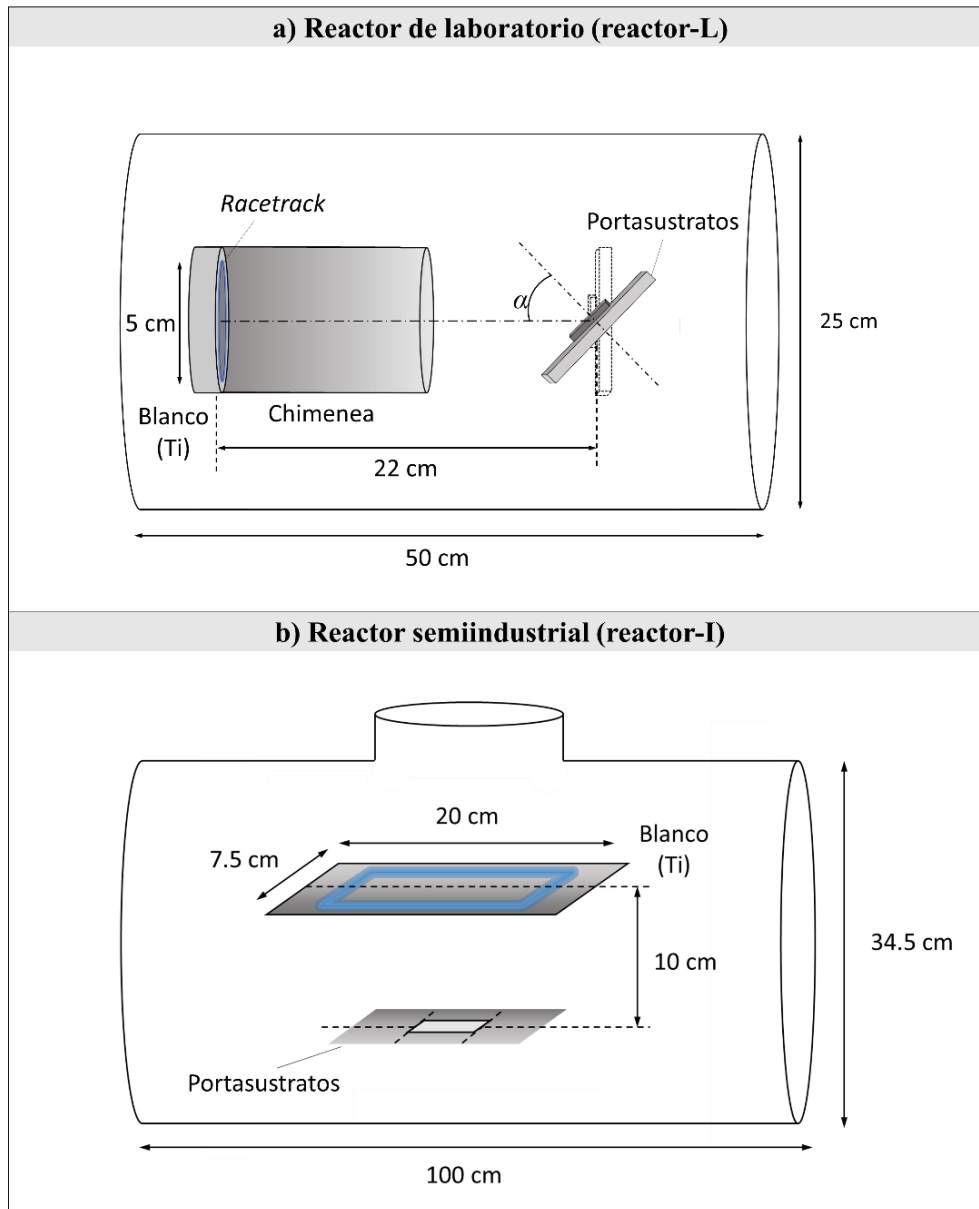 a) Reactor de laboratorio (reactor-L)
Racetrack
Portasustratos
α
5 cm
25 cm
Blanco
(Ti)
Chimenea
22 cm
50 cm
b) Reactor semiindustrial (reactor-I)
20 cm
Blanco
(Ti)
7.5 cm
10 cm
34.5 cm
Portasustratos
100 cm